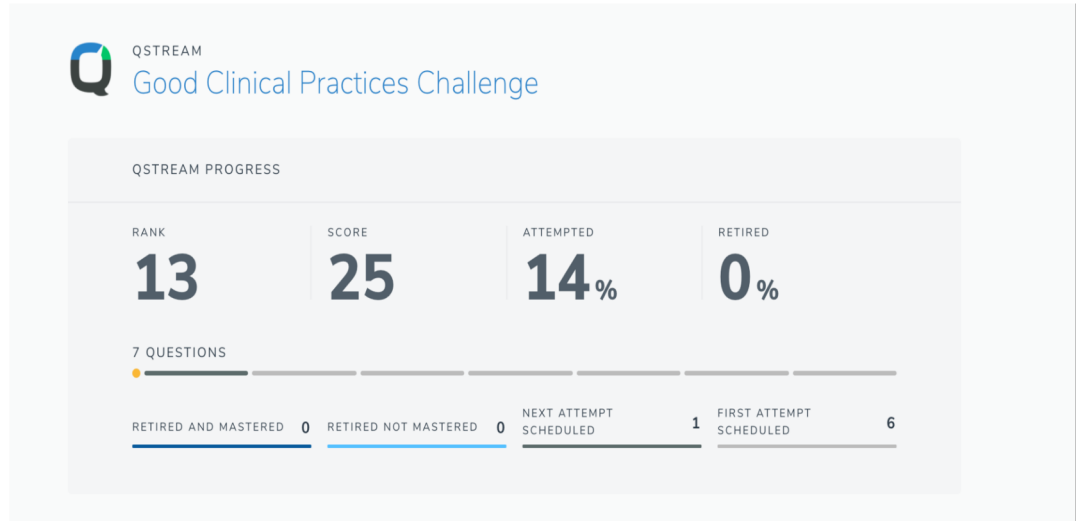 QSTREAM
Good Clinical Practices Challenge
QSTREAM PROGRESS
RANK
13
SCORE
25
ATTEMPTED
14%
RETIRED
0%
7 QUESTIONS
RETIRED AND MASTERED 0
RETIRED NOT MASTERED 0
NEXT ATTEMPT
SCHEDULED 1
FIRST ATTEMPT
SCHEDULED 6